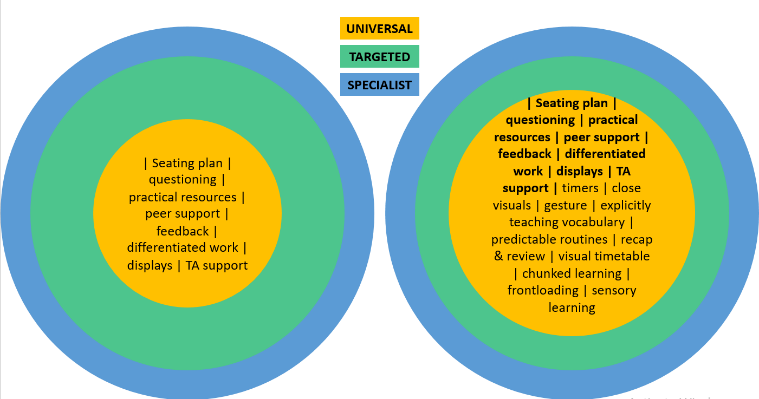 UNIVERSAL
TARGETED
SPECIALIST
| Seating plan |
questioning |
practical resources |
peer support |
feedback |
differentiated work |
displays | TA support
| Seating plan |
questioning | practical
resources | peer support |
feedback | differentiated
work | displays | TA
support | timers | close
visuals | gesture | explicitly
teaching vocabulary |
predictable routines | recap
& review | visual timetable
| chunked learning |
frontloading | sensory
learning